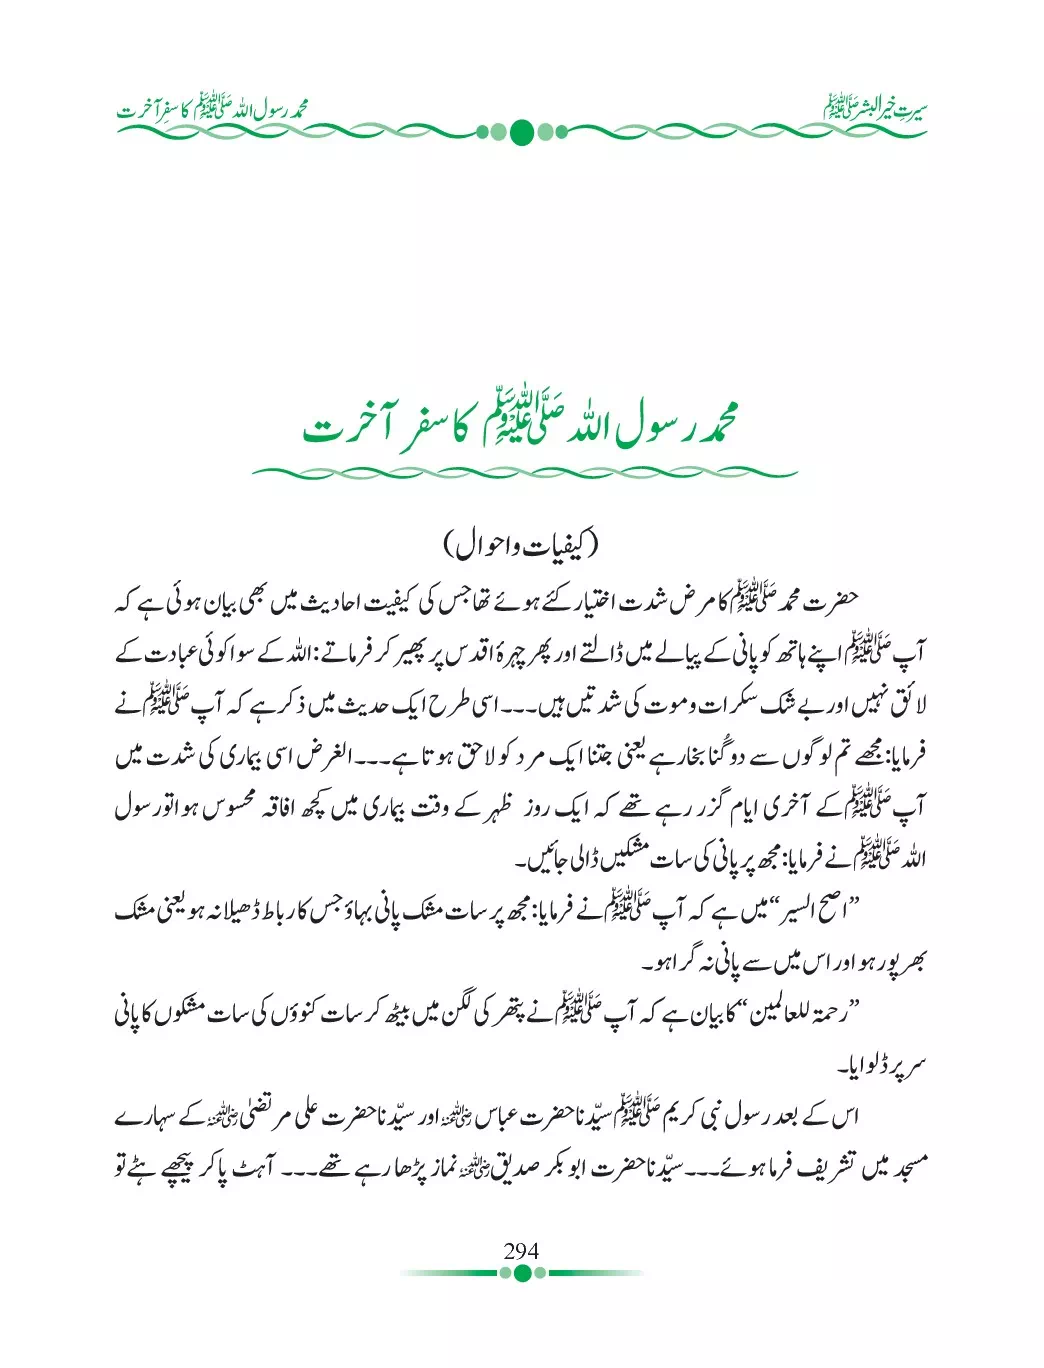 سیرتِ خیر البشر ﷺ
محمد رسول اللہ ﷺ کا سفرِ آخرت
محمد رسول اللہ ﷺ کا سفر آخرت
(کیفیات و احوال)
حضرت محمد ﷺ کا مرض شدت اختیار کئے ہوئے تھا جس کی کیفیت احادیث میں بھی بیان ہوئی ہے کہ
آپ ﷺ اپنے ہاتھ کو پانی کے پیالے میں ڈالتے اور پھر چہرۂ اقدس پر پھیر کر فرماتے: اللہ کے سوا کوئی عبادت کے
لائق نہیں اور بے شک سکرات و موت کی شدتیں ہیں۔۔۔ اسی طرح ایک حدیث میں ذکر ہے کہ آپ ﷺ نے
فرمایا: مجھے تم لوگوں سے دو گُنا بخار ہے یعنی جتنا ایک مرد کو لاحق ہوتا ہے۔۔۔ الغرض اسی بیماری کی شدت میں
آپ ﷺ کے آخری ایام گزر رہے تھے کہ ایک روز ظہر کے وقت بیماری میں کچھ افاقہ محسوس ہوا تو رسول
اللہ ﷺ نے فرمایا: مجھ پر پانی کی سات مشکیں ڈالی جائیں۔
”اصح السیر“ میں ہے کہ آپ ﷺ نے فرمایا: مجھ پر سات مشک پانی بہاؤ جس کا رباط ڈھیلا نہ ہو یعنی مشک
بھر پور ہو اور اس میں سے پانی نہ گرا ہو۔
”رحمۃ للعالمین“ کا بیان ہے کہ آپ ﷺ نے پتھر کی لگن میں بیٹھ کر سات کنوؤں کی سات مشکوں کا پانی
سر پر ڈلوایا۔
اس کے بعد رسول نبی کریم ﷺ سیّدنا حضرت عباس رضی اللہ عنہ اور سیّدنا حضرت علی مرتضیٰ رضی اللہ عنہ کے سہارے
مسجد میں تشریف فرما ہوئے۔۔۔ سیّدنا حضرت ابو بکر صدیق رضی اللہ عنہ نماز پڑھا رہے تھے۔۔۔ آہٹ پا کر پیچھے ہٹے تو
294